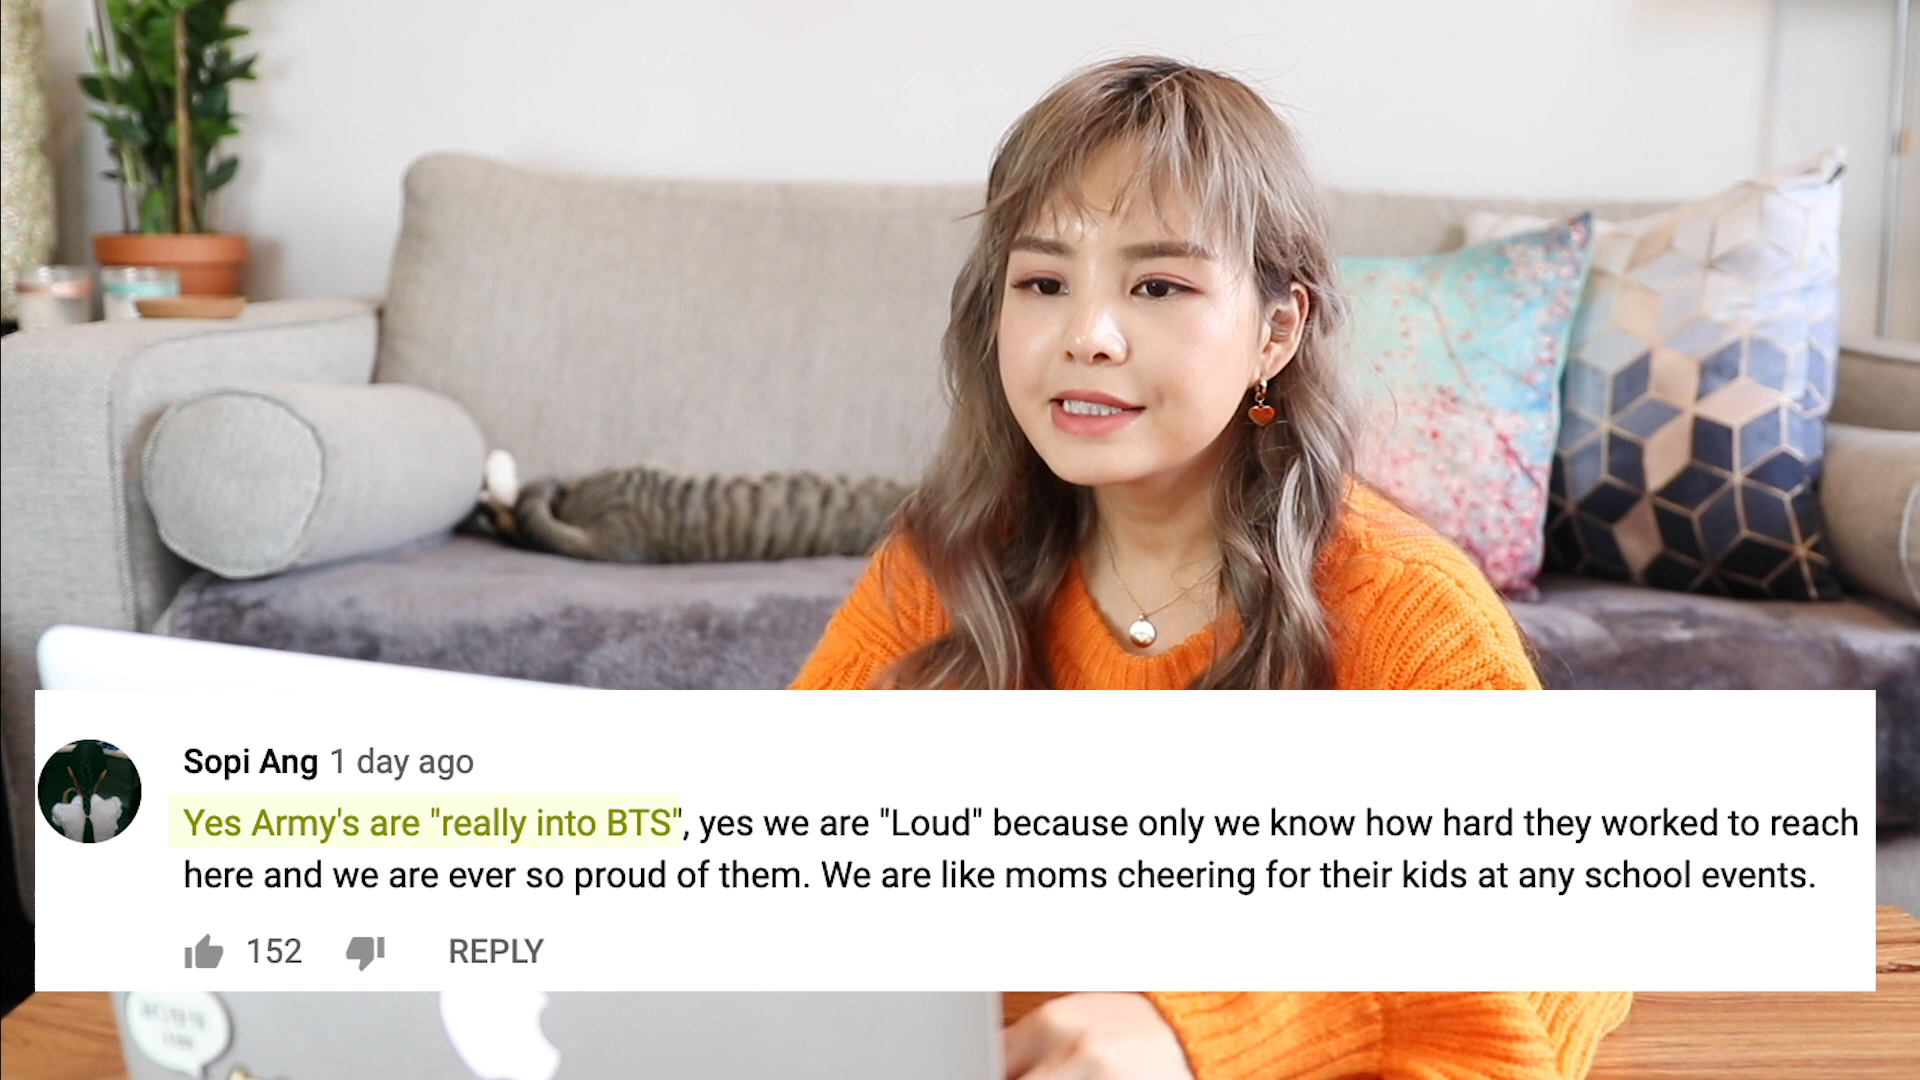 Sopi Ang 1 day ago
Yes Army's are "really into BTS", yes we are "Loud" because only we know how hard they worked to reach
here and we are ever so proud of them. We are like moms cheering for their kids at any school events.
152 REPLY